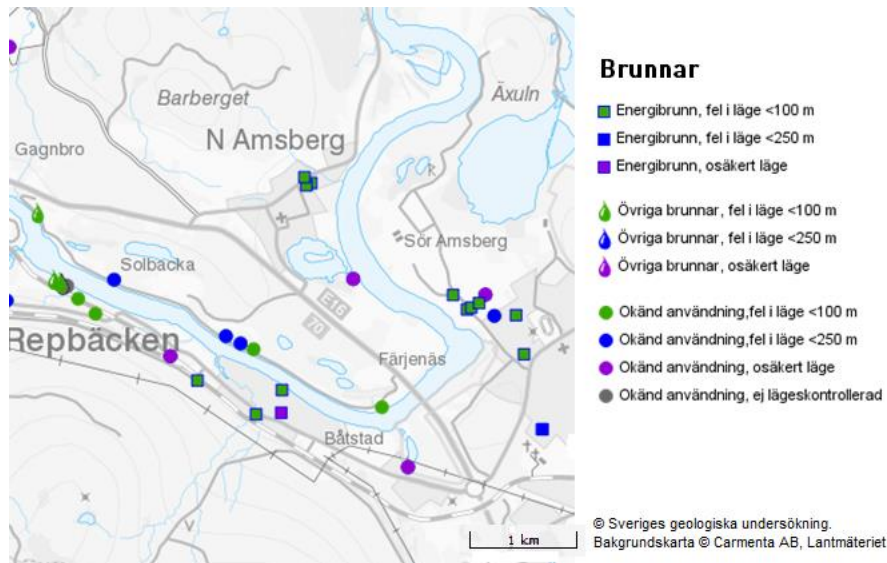 Barberget
Äxuln
N Amsberg
Gagnbro
R
Sör Amsberg
Solbacka
E16
70
Repbäcken
Färjenäs
Båtstad
V
1 km
Brunnar
Energibrunn, fel i läge <100 m
Energibrunn, fel i läge <250 m
Energibrunn, osäkert läge
Övriga brunnar, fel i läge <100 m
Övriga brunnar, fel i läge <250 m
Övriga brunnar, osäkert läge
Okänd användning,fel i läge <100 m
Okänd användning,fel i läge <250 m
Okänd användning, osäkert läge
Okänd användning, ej lägeskontrollerad
© Sveriges geologiska undersökning.
Bakgrundskarta © Carmenta AB, Lantmäteriet